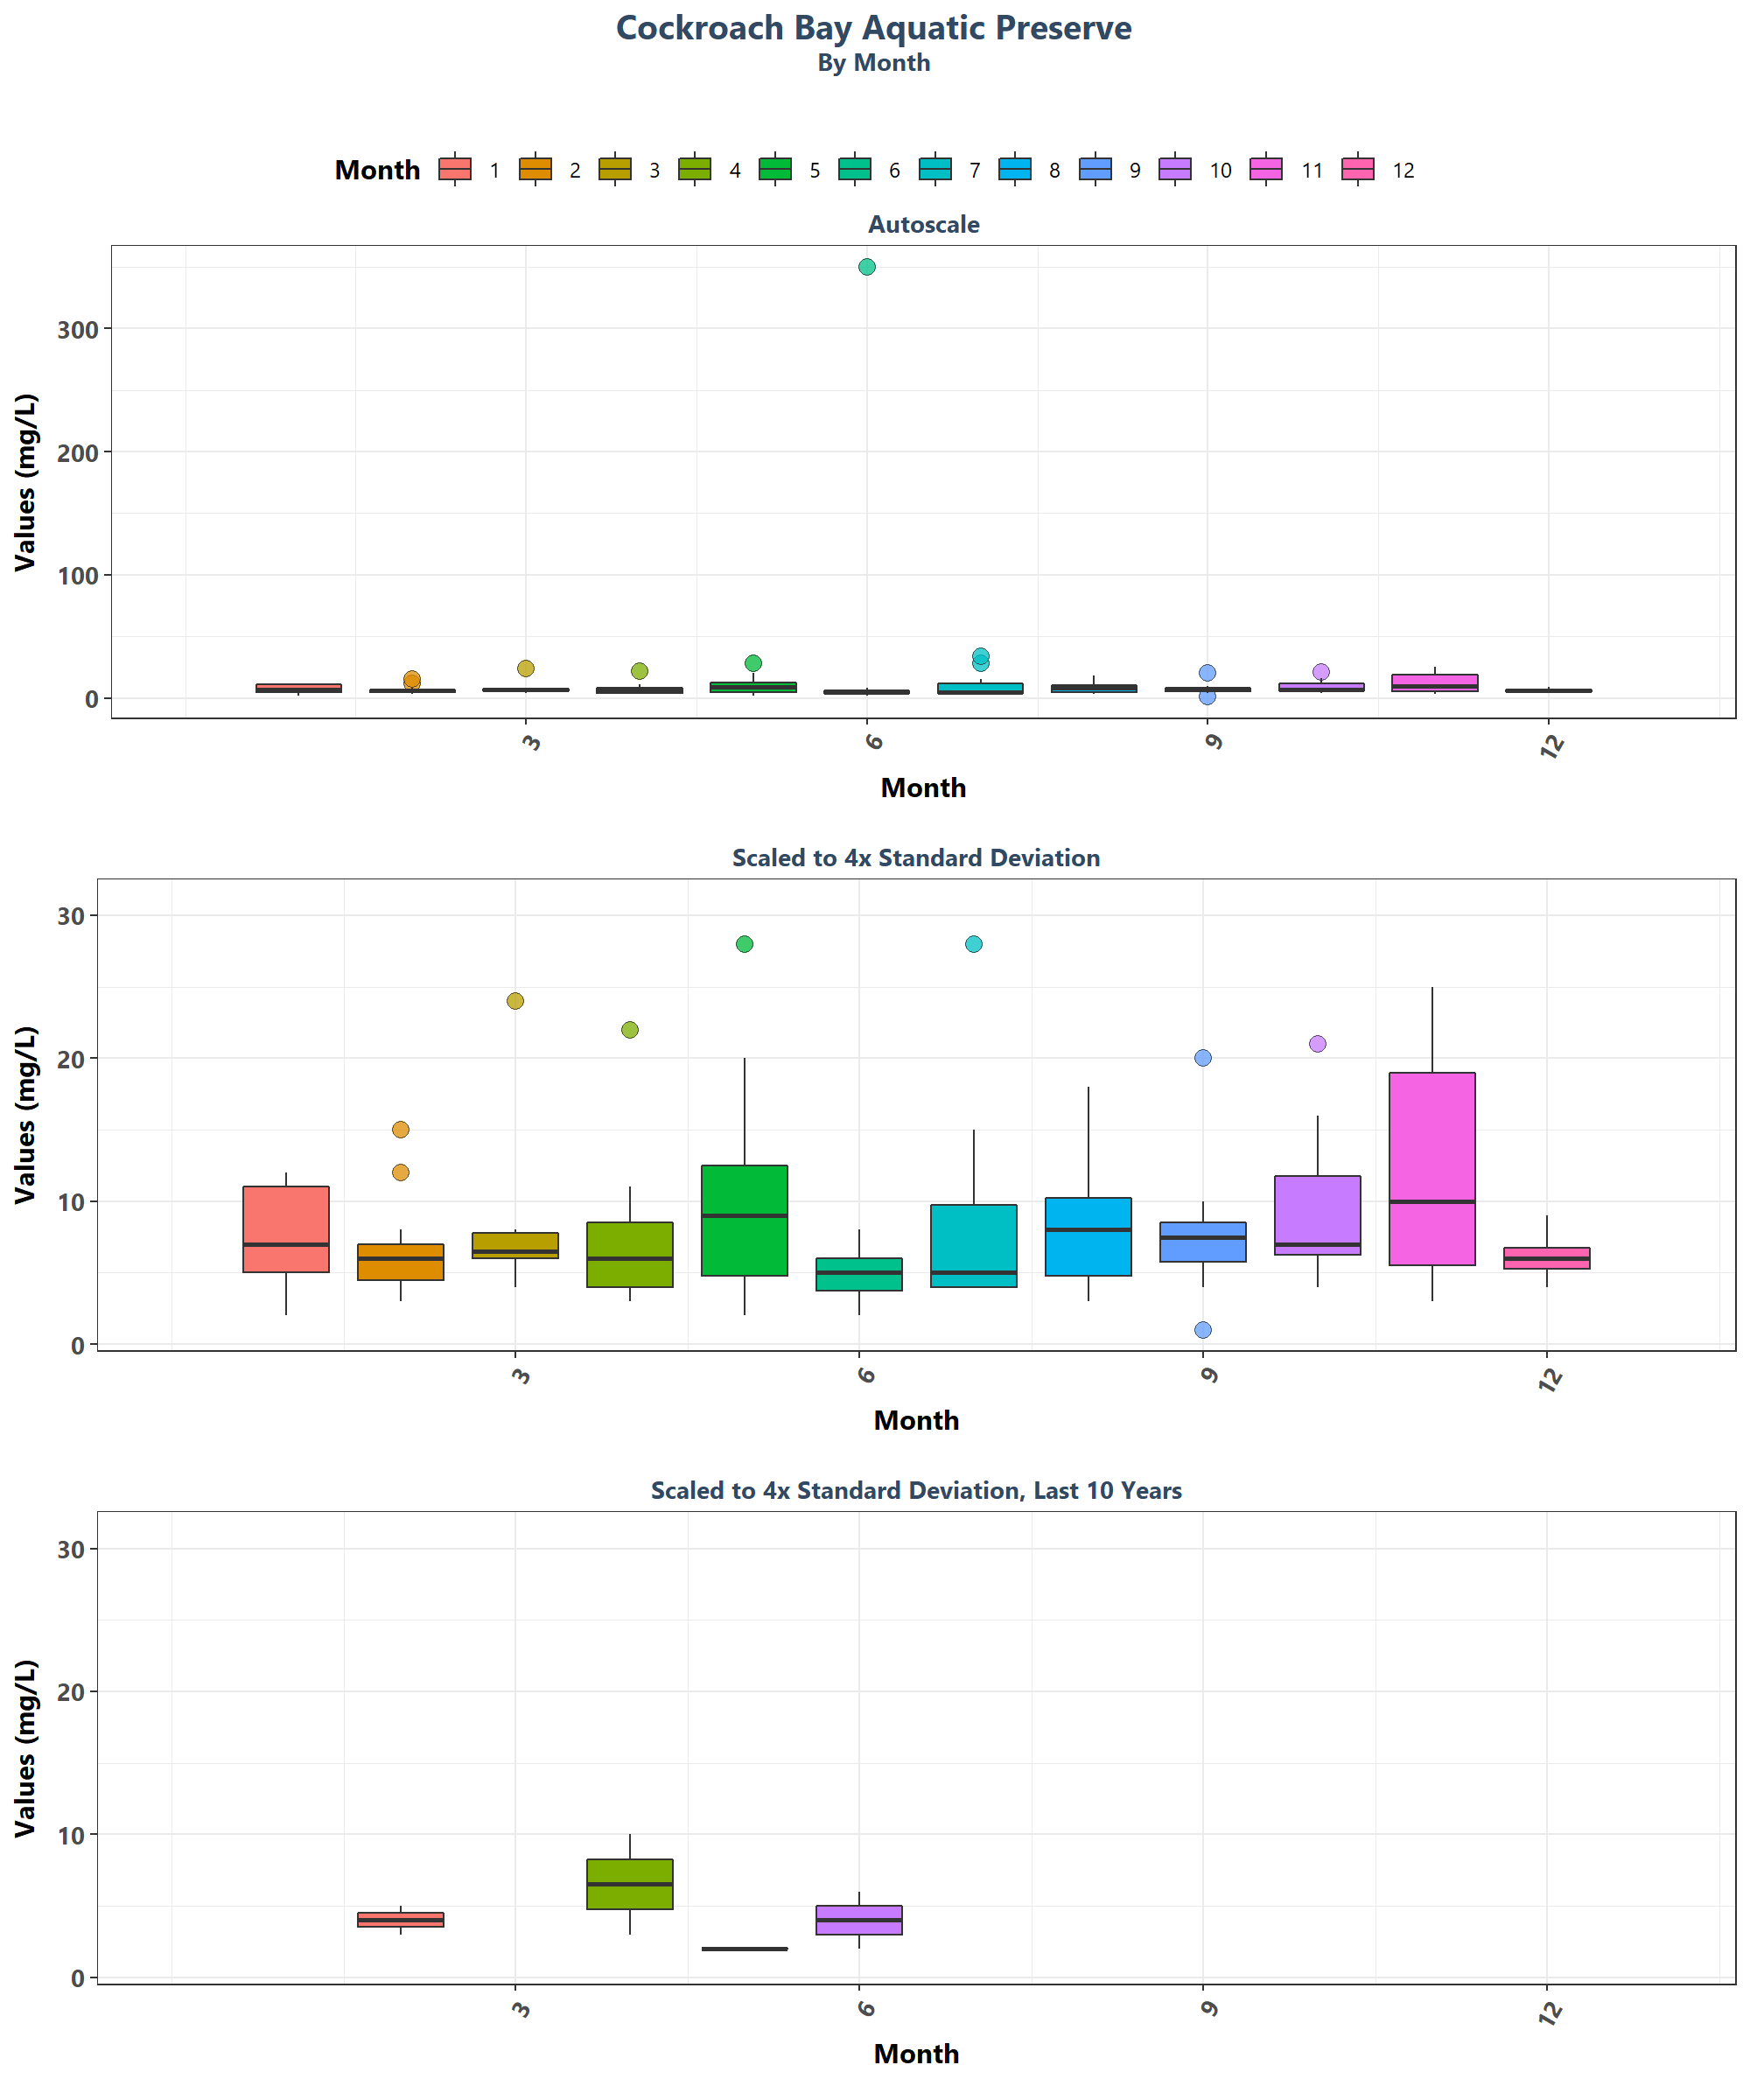 Cockroach Bay Aquatic Preserve
By Month
Month 1 2 3 4 5 6 7 8 9 10 11 12
Autoscale
Values (mg/L)
300
200
100
0
3 6 9 12
Month
Scaled to 4x Standard Deviation
Values (mg/L)
30
20
10
0
3 6 9 12
Month
Scaled to 4x Standard Deviation, Last 10 Years
Values (mg/L)
30
20
10
0
3 6 9 12
Month